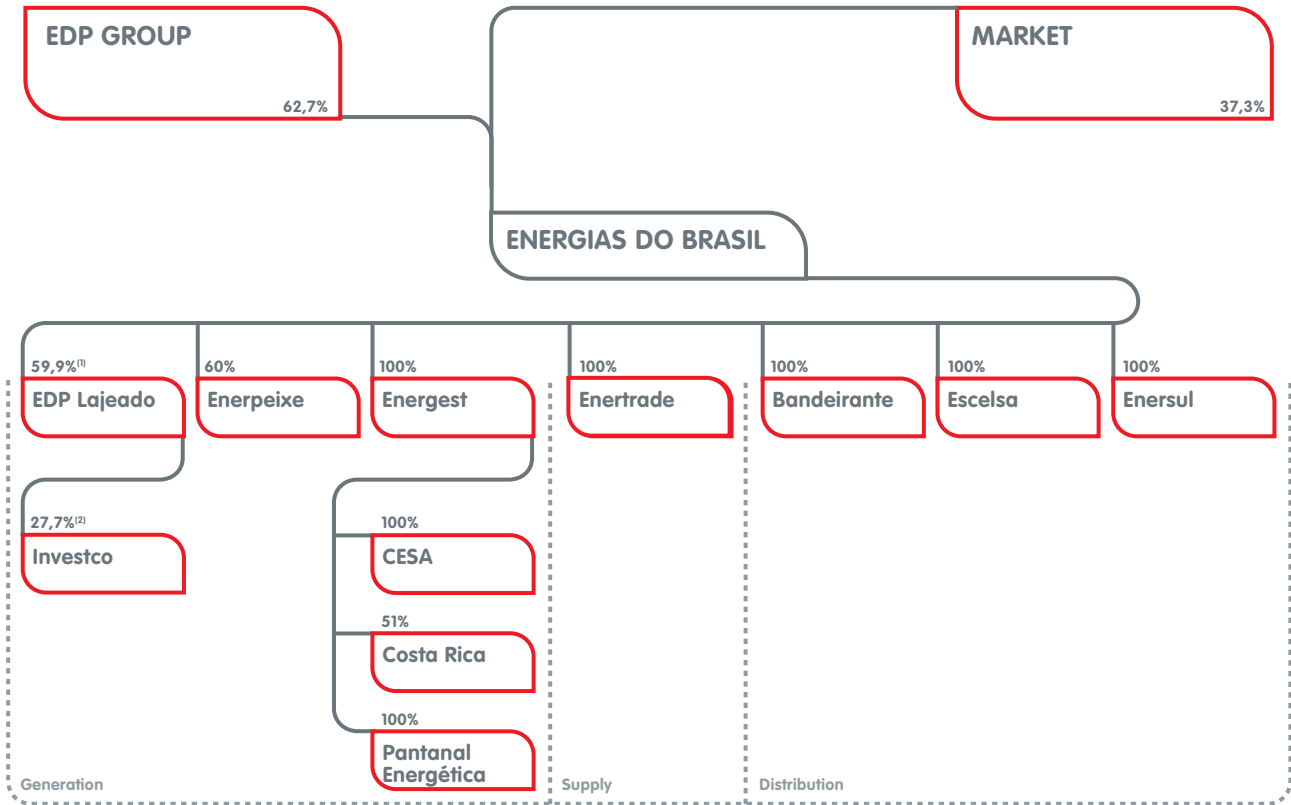 EDP GROUP
62,7%
MARKET
37,3%
ENERGIAS DO BRASIL
59,9%(1)
EDP Lajeado
60%
Enerpeixe
100%
Energest
100%
Enertrade
100%
Bandeirante
100%
Escelsa
100%
Enersul
27,7%(2)
Investco
100%
CESA
51%
Costa Rica
100%
Pantanal
Energética
Generation
Supply
Distribution